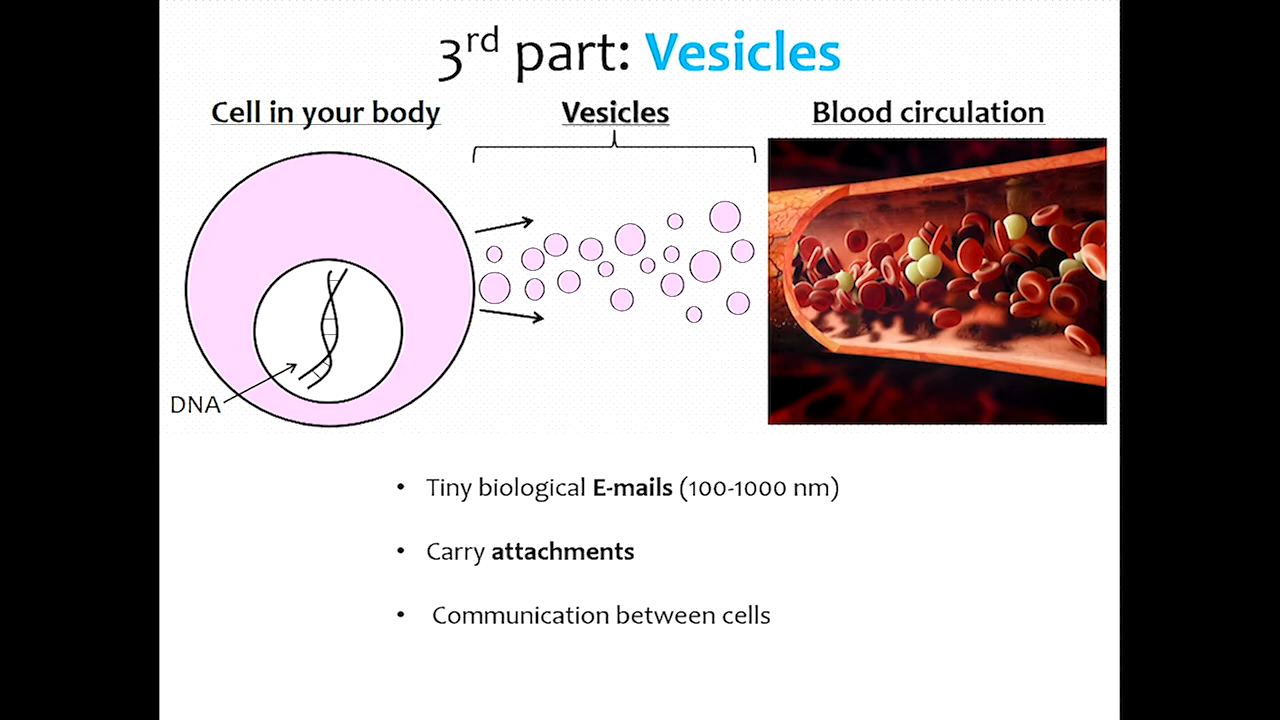 3rd part: Vesicles
Cell in your body
Vesicles
Blood circulation
DNA
• Tiny biological E-mails (100-1000 nm)
• Carry attachments
• Communication between cells